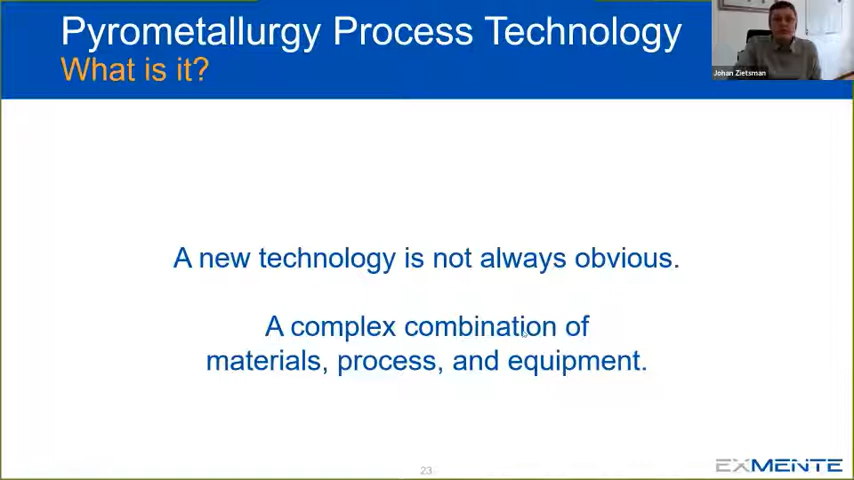 Pyrometallurgy Process Technology
What is it?
Johan Zietsman
A new technology is not always obvious.
A complex combination of
materials, process, and equipment.
23
EXMENTE